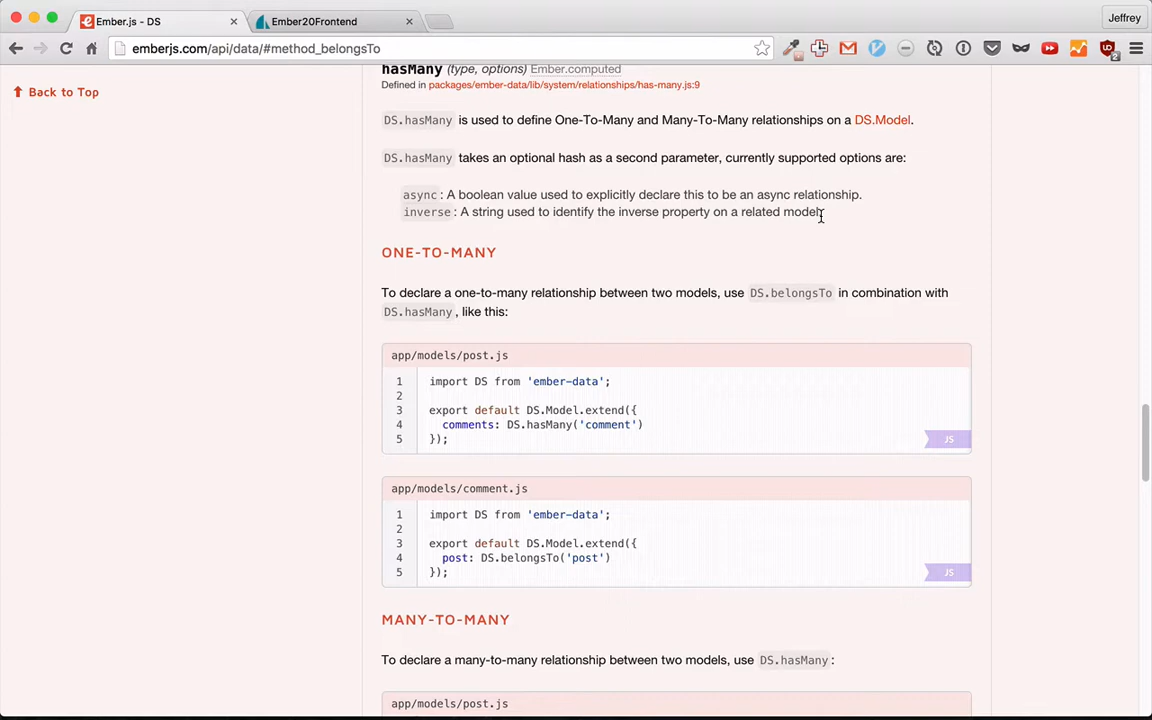 Ember.js - DS
Ember20Frontend
Jeffrey
emberjs.com/api/data/#method_belongsTo
Back to Top
hasMany (type, options) Ember.computed
Defined in packages/ember-data/lib/system/relationships/has-many.js:9
DS.hasMany is used to define One-To-Many and Many-To-Many relationships on a DS.Model.
DS.hasMany takes an optional hash as a second parameter, currently supported options are:
async: A boolean value used to explicitly declare this to be an async relationship.
inverse: A string used to identify the inverse property on a related model.
ONE-TO-MANY
To declare a one-to-many relationship between two models, use DS.belongsTo in combination with
DS.hasMany, like this:
app/models/post.js
1 import DS from 'ember-data';
2
3 export default DS.Model.extend({
4 comments: DS.hasMany('comment')
5 });
JS
app/models/comment.js
1 import DS from 'ember-data';
2
3 export default DS.Model.extend({
4 post: DS.belongsTo('post')
5 });
JS
MANY-TO-MANY
To declare a many-to-many relationship between two models, use DS.hasMany:
app/models/post.js